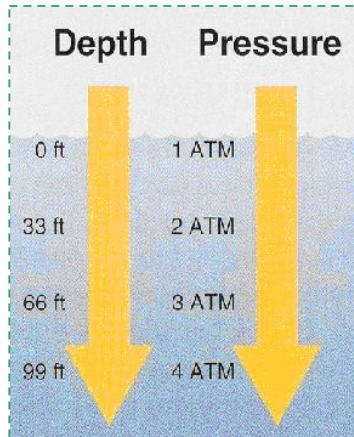 Depth Pressure
0 ft 1 ATM
33 ft 2 ATM
66 ft 3 ATM
99 ft 4 ATM